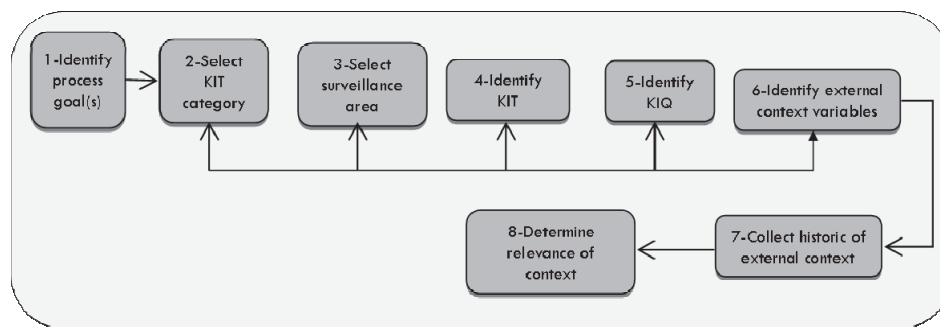 1-Identify
process
goal(s)
2-Select
KIT
category
3-Select
surveillance
area
4-Identify
KIT
5-Identify
KIQ
6-Identify external
context variables
8-Determine
relevance of
context
7-Collect historic of
external context